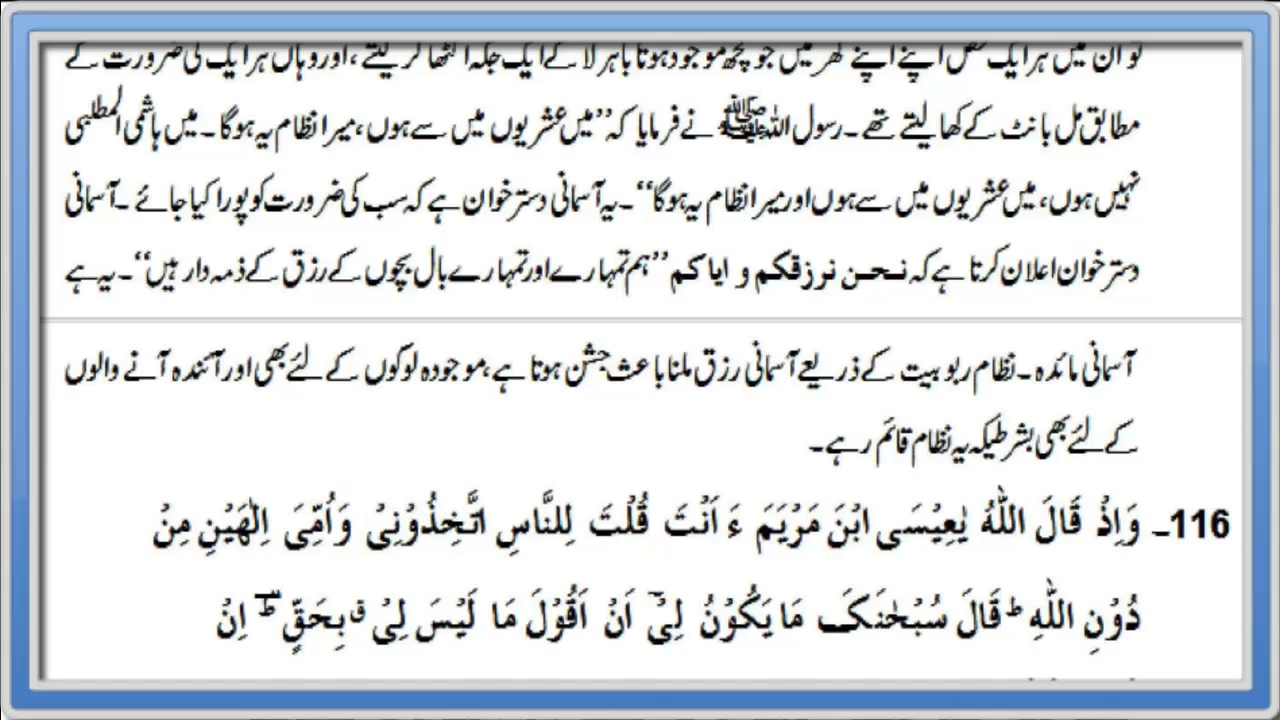 تو ان میں ہر ایک شخص اپنے اپنے گھر میں جو کچھ موجود ہوتا باہر لا کے ایک جگہ اکٹھا کر لیتے ، اور وہاں ہر ایک کی ضرورت کے
مطابق مل بانٹ کے کھا لیتے تھے ۔ رسول اللہ ﷺ نے فرمایا کہ ’’میں عشریوں میں سے ہوں، میرا نظام یہ ہوگا ۔ میں ہاشمی المطلبی
نہیں ہوں، میں عشریوں میں سے ہوں اور میرا نظام یہ ہوگا‘‘ ۔ یہ آسمانی دسترخوان ہے کہ سب کی ضرورت کو پورا کیا جائے ۔ آسمانی
دسترخوان اعلان کرتا ہے کہ نحن نرزقکم و ایاکم ’’ہم تمہارے اور تمہارے بال بچوں کے رزق کے ذمہ دار ہیں‘‘ ۔ یہ ہے
آسمانی مائدہ ۔ نظام ربوبیت کے ذریعے آسمانی رزق ملنا باعث جشن ہوتا ہے، موجودہ لوگوں کے لئے بھی اور آئندہ آنے والوں
کے لئے بھی بشرطیکہ یہ نظام قائم رہے ۔
116۔ وَاِذْ قَالَ اللّٰهُ يٰعِيْسَى ابْنَ مَرْيَمَ ءَ اَنْتَ قُلْتَ لِلنَّاسِ اتَّخِذُوْنِىْ وَاُمِّىَ اِلٰهَيْنِ مِنْ
دُوْنِ اللّٰهِ ؕ قَالَ سُبْحٰنَكَ مَا يَكُوْنُ لِىْۤ اَنْ اَقُوْلَ مَا لَيْسَ لِىْ ق بِحَقٍّ ؕ اِنْ